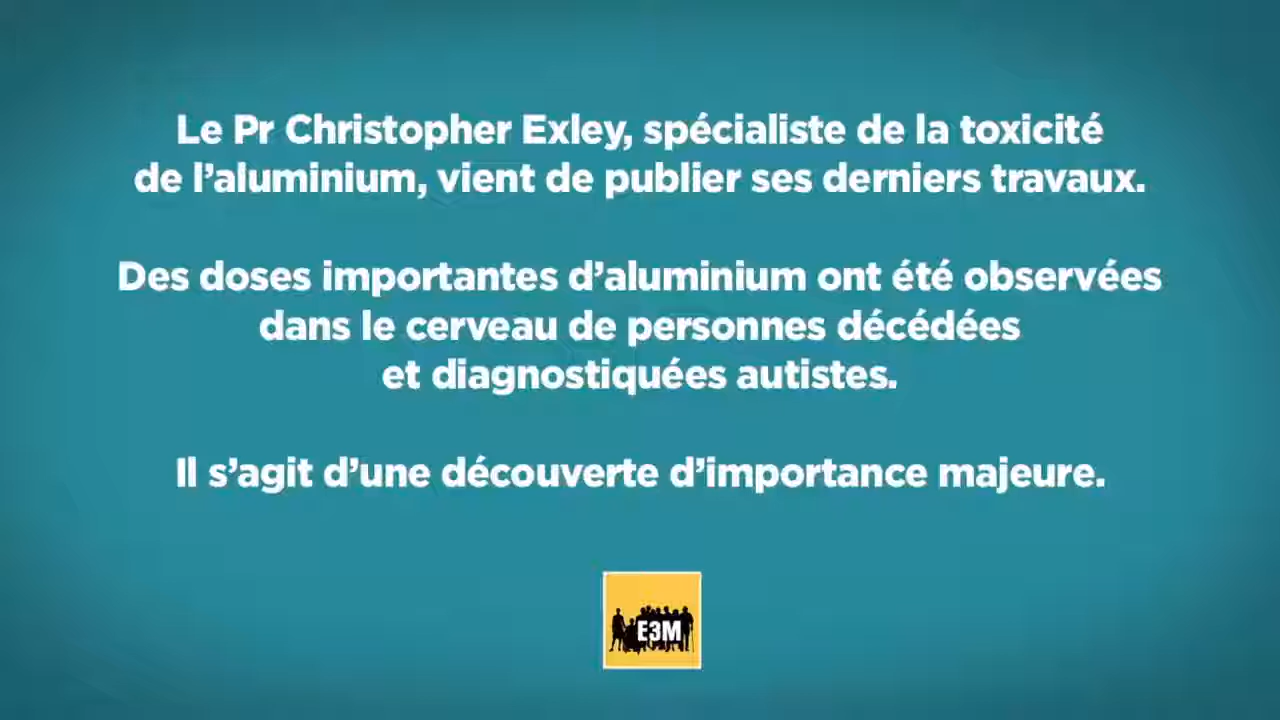 Le Pr Christopher Exley, spécialiste de la toxicité
de l’aluminium, vient de publier ses derniers travaux.
Des doses importantes d’aluminium ont été observées
dans le cerveau de personnes décédées
et diagnostiquées autistes.
Il s’agit d’une découverte d’importance majeure.
E3M